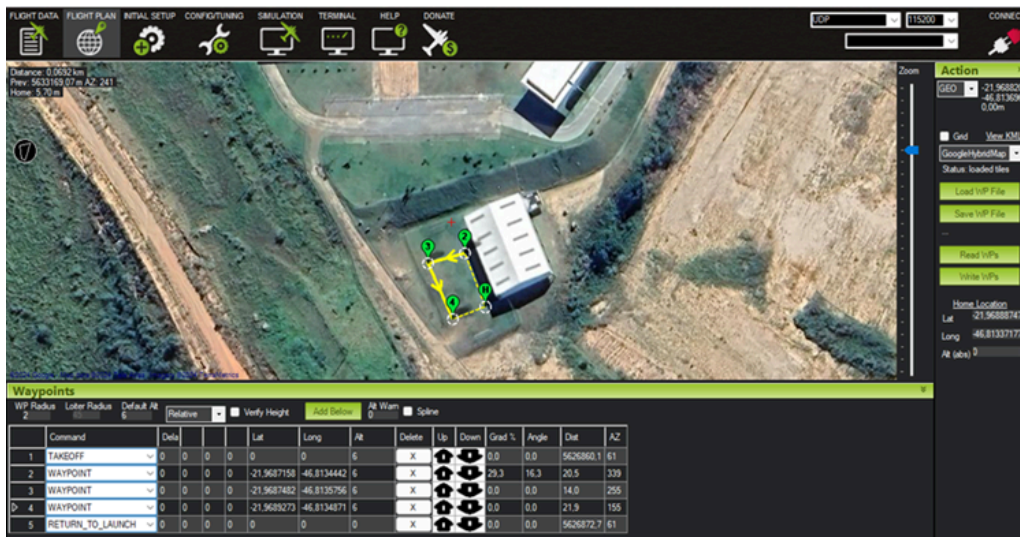 FLIGHT DATA FLIGHT PLAN INITIAL SETUP CONFIG/TUNING SIMULATION TERMINAL HELP DONATE
UDP 115200 CONNEC
Distance: 0,0692 km
Prev: 5633169.07 m AZ: 241
Home: 5.70 m
Zoom
Action
GEO
0,00m
Grid View KML
GoogleHybridMap
Status: loaded tiles
Load WP File
Save WP File
...
Read WPs
Write WPs
Home Location
Lat -21,96888747
Long -46,81337177
Alt (abs) 0
2
3
4
H
Waypoints
WP Radius Loiter Radius Default Alt Alt Warn
2 6 Relative Verify Height Add Below 0 Spline
Command Dela Lat Long Alt Delete Up Down Grad % Angle Dist AZ
1 TAKEOFF 0 0 0 0 0 0 6 X 0,0 0,0 5626860,1 61
2 WAYPOINT 0 0 0 0 -21,9687158 -46,8134442 6 X 29,3 16,3 20,5 339
3 WAYPOINT 0 0 0 0 -21,9687482 -46,8135756 6 X 0,0 0,0 14,0 255
4 WAYPOINT 0 0 0 0 -21,9689273 -46,8134871 6 X 0,0 0,0 21,9 155
5 RETURN_TO_LAUNCH 0 0 0 0 0 0 6 X 0,0 0,0 5626872,7 61